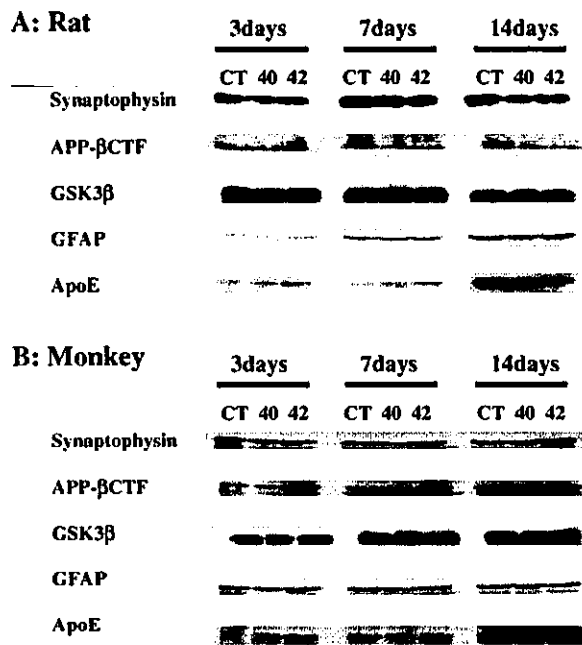 A: Rat
3days 7days 14days
CT 40 42 CT 40 42 CT 40 42
Synaptophysin
APP-βCTF
GSK3β
GFAP
ApoE
B: Monkey
3days 7days 14days
CT 40 42 CT 40 42 CT 40 42
Synaptophysin
APP-βCTF
GSK3β
GFAP
ApoE